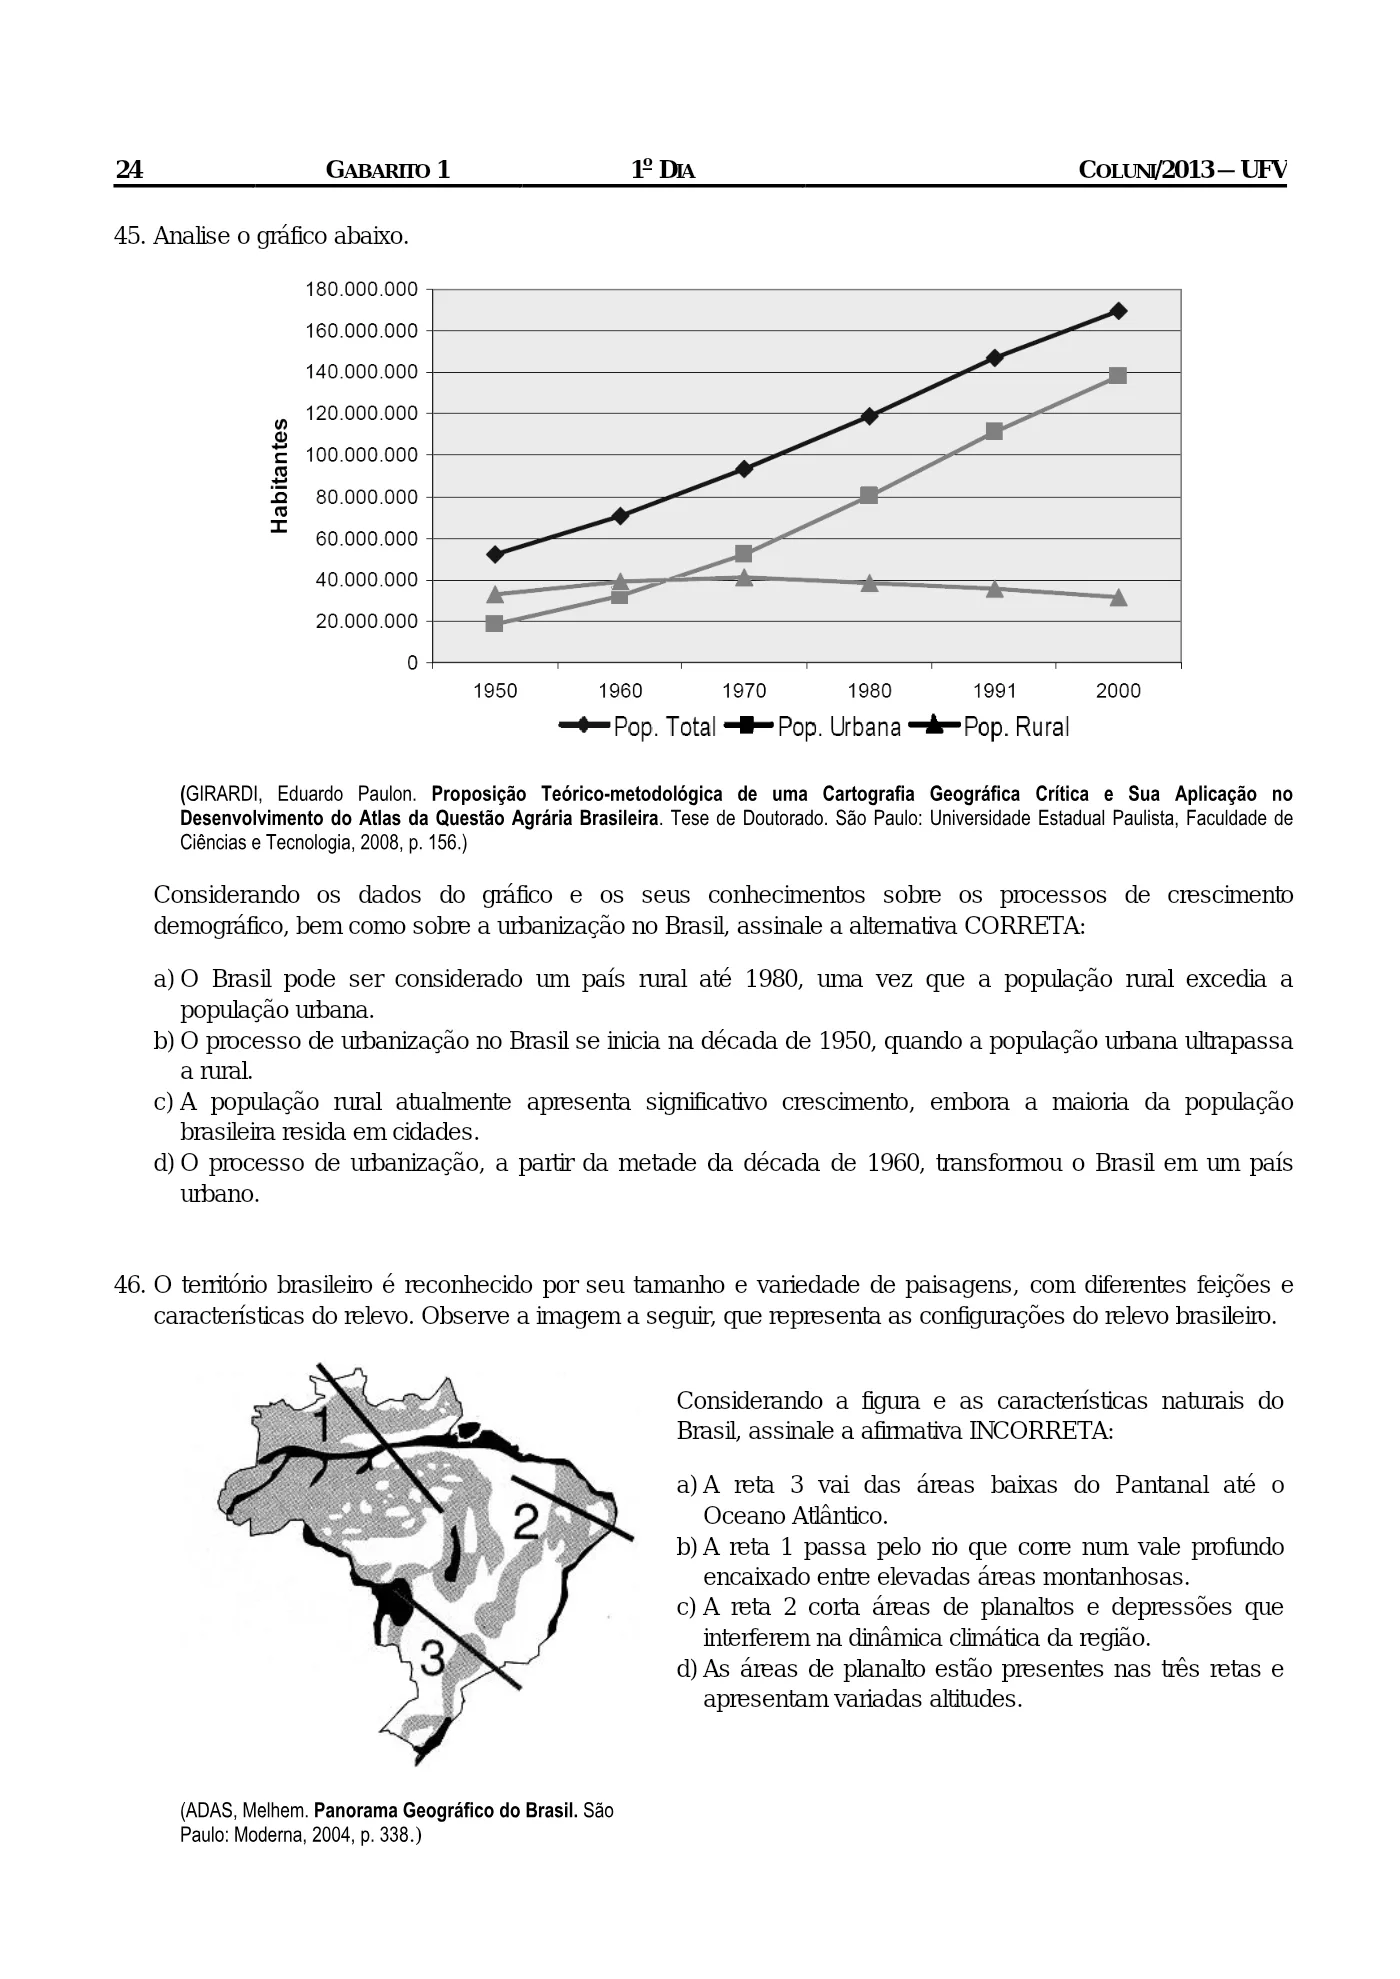 24 GABARITO 1 1º DIA COLUNI/2013 – UFV
45. Analise o gráfico abaixo.
180.000.000
160.000.000
140.000.000
120.000.000
100.000.000
80.000.000
60.000.000
40.000.000
20.000.000
0
Habitantes
1950 1960 1970 1980 1991 2000
Pop. Total Pop. Urbana Pop. Rural
(GIRARDI, Eduardo Paulon. Proposição Teórico-metodológica de uma Cartografia Geográfica Crítica e Sua Aplicação no
Desenvolvimento do Atlas da Questão Agrária Brasileira. Tese de Doutorado. São Paulo: Universidade Estadual Paulista, Faculdade de
Ciências e Tecnologia, 2008, p. 156.)
Considerando os dados do gráfico e os seus conhecimentos sobre os processos de crescimento
demográfico, bem como sobre a urbanização no Brasil, assinale a alternativa CORRETA:
a) O Brasil pode ser considerado um país rural até 1980, uma vez que a população rural excedia a
população urbana.
b) O processo de urbanização no Brasil se inicia na década de 1950, quando a população urbana ultrapassa
a rural.
c) A população rural atualmente apresenta significativo crescimento, embora a maioria da população
brasileira resida em cidades.
d) O processo de urbanização, a partir da metade da década de 1960, transformou o Brasil em um país
urbano.
46. O território brasileiro é reconhecido por seu tamanho e variedade de paisagens, com diferentes feições e
características do relevo. Observe a imagem a seguir, que representa as configurações do relevo brasileiro.
1
2
3
Considerando a figura e as características naturais do
Brasil, assinale a afirmativa INCORRETA:
a) A reta 3 vai das áreas baixas do Pantanal até o
Oceano Atlântico.
b) A reta 1 passa pelo rio que corre num vale profundo
encaixado entre elevadas áreas montanhosas.
c) A reta 2 corta áreas de planaltos e depressões que
interferem na dinâmica climática da região.
d) As áreas de planalto estão presentes nas três retas e
apresentam variadas altitudes.
(ADAS, Melhem. Panorama Geográfico do Brasil. São
Paulo: Moderna, 2004, p. 338.)